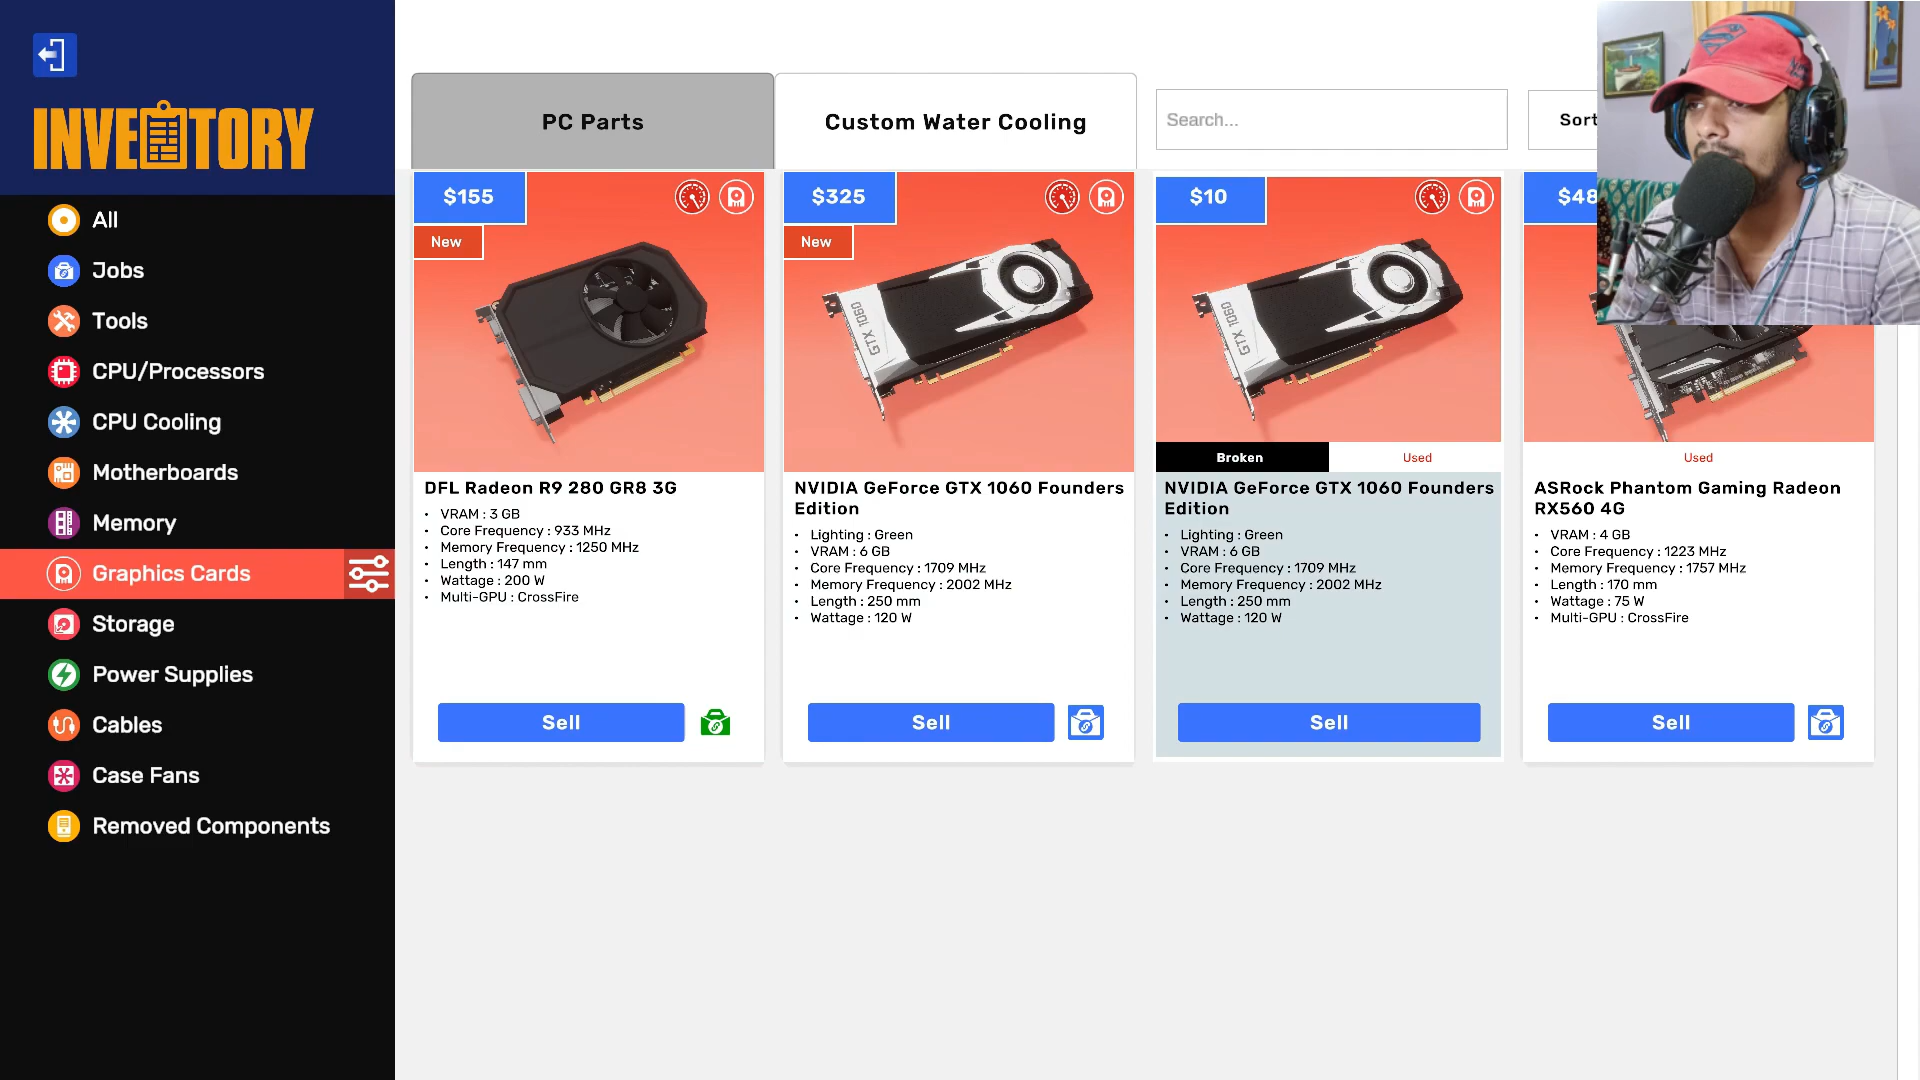 INVENTORY
All
Jobs
Tools
CPU/Processors
CPU Cooling
Motherboards
Memory
Graphics Cards
Storage
Power Supplies
Cables
Case Fans
Removed Components
PC Parts
Custom Water Cooling
Search...
Sort
$155
New
DFL Radeon R9 280 GR8 3G
• VRAM : 3 GB
• Core Frequency : 933 MHz
• Memory Frequency : 1250 MHz
• Length : 147 mm
• Wattage : 200 W
• Multi-GPU : CrossFire
Sell
$325
New
GTX 1060
NVIDIA GeForce GTX 1060 Founders
Edition
• Lighting : Green
• VRAM : 6 GB
• Core Frequency : 1709 MHz
• Memory Frequency : 2002 MHz
• Length : 250 mm
• Wattage : 120 W
Sell
$10
GTX 1060
Broken
Used
NVIDIA GeForce GTX 1060 Founders
Edition
• Lighting : Green
• VRAM : 6 GB
• Core Frequency : 1709 MHz
• Memory Frequency : 2002 MHz
• Length : 250 mm
• Wattage : 120 W
Sell
$48
Used
ASRock Phantom Gaming Radeon
RX560 4G
• VRAM : 4 GB
• Core Frequency : 1223 MHz
• Memory Frequency : 1757 MHz
• Length : 170 mm
• Wattage : 75 W
• Multi-GPU : CrossFire
Sell